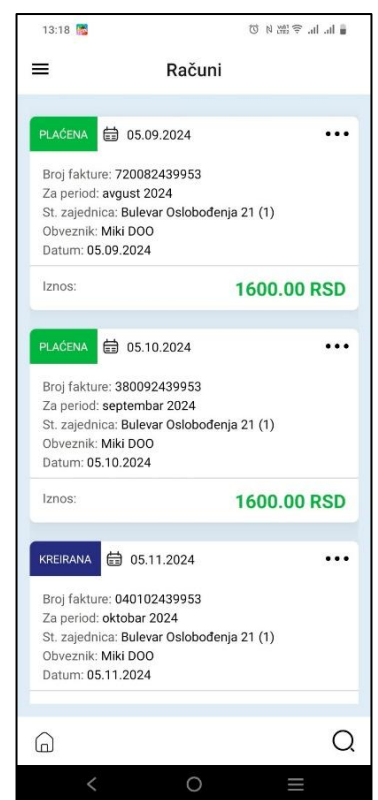 13:18
Računi
PLAĆENA 05.09.2024
Broj fakture: 720082439953
Za period: avgust 2024
St. zajednica: Bulevar Oslobođenja 21 (1)
Obveznik: Miki DOO
Datum: 05.09.2024
Iznos: 1600.00 RSD
PLAĆENA 05.10.2024
Broj fakture: 380092439953
Za period: septembar 2024
St. zajednica: Bulevar Oslobođenja 21 (1)
Obveznik: Miki DOO
Datum: 05.10.2024
Iznos: 1600.00 RSD
KREIRANA 05.11.2024
Broj fakture: 040102439953
Za period: oktobar 2024
St. zajednica: Bulevar Oslobođenja 21 (1)
Obveznik: Miki DOO
Datum: 05.11.2024